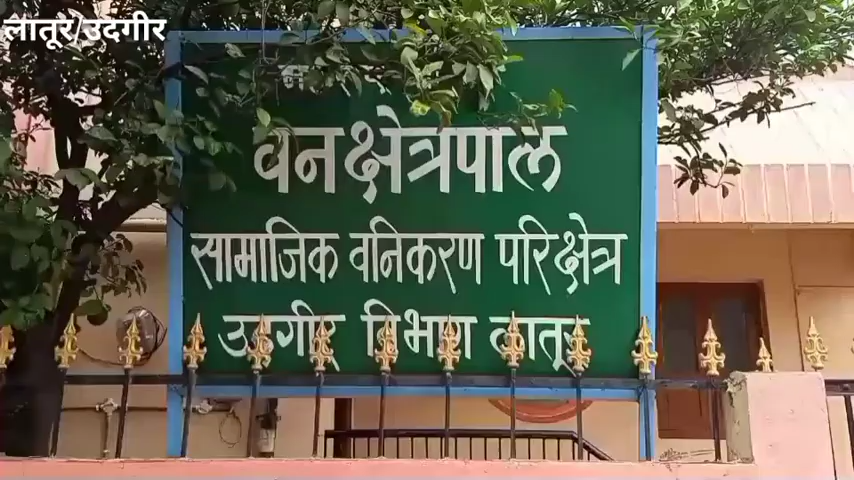 लातूर/उदगीर
वनक्षेत्रपाल
सामाजिक वनिकरण परिक्षेत्र
उदगीर विभाग लातूर